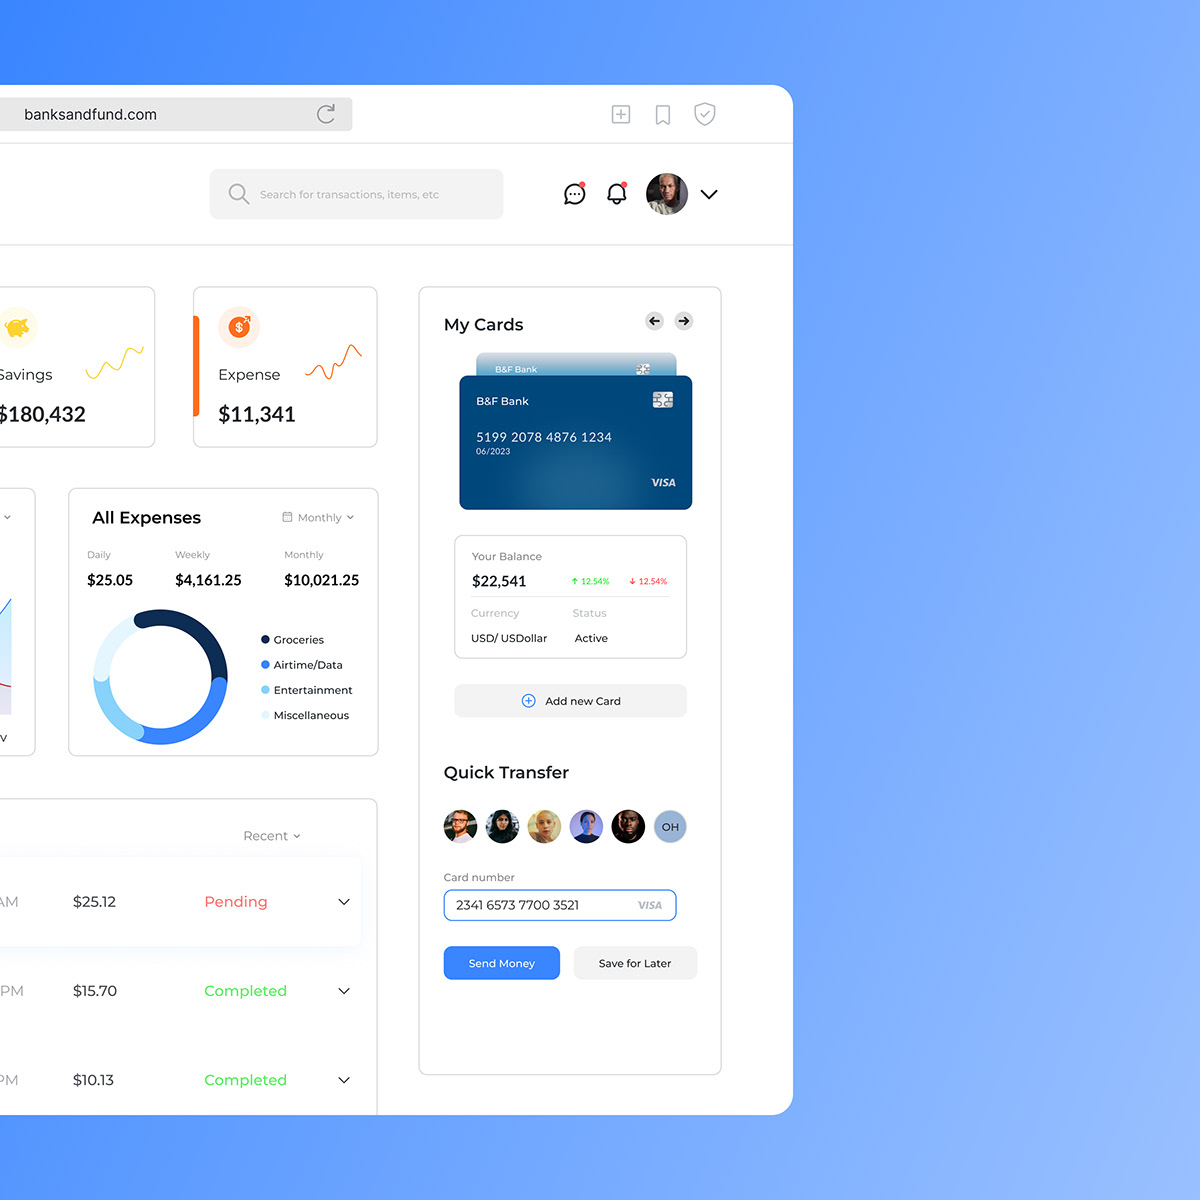 banksandfund.com
Search for transactions, items, etc
Savings
$180,432
Expense
$11,341
All Expenses
Monthly
Daily
Weekly
Monthly
$25.05
$4,161.25
$10,021.25
Groceries
Airtime/Data
Entertainment
Miscellaneous
v
Recent
AM
$25.12
Pending
PM
$15.70
Completed
PM
$10.13
Completed
My Cards
B&F Bank
B&F Bank
5199 2078 4876 1234
06/2023
VISA
Your Balance
$22,541
12.54%
12.54%
Currency
Status
USD/ USDollar
Active
Add new Card
Quick Transfer
OH
Card number
2341 6573 7700 3521
VISA
Send Money
Save for Later